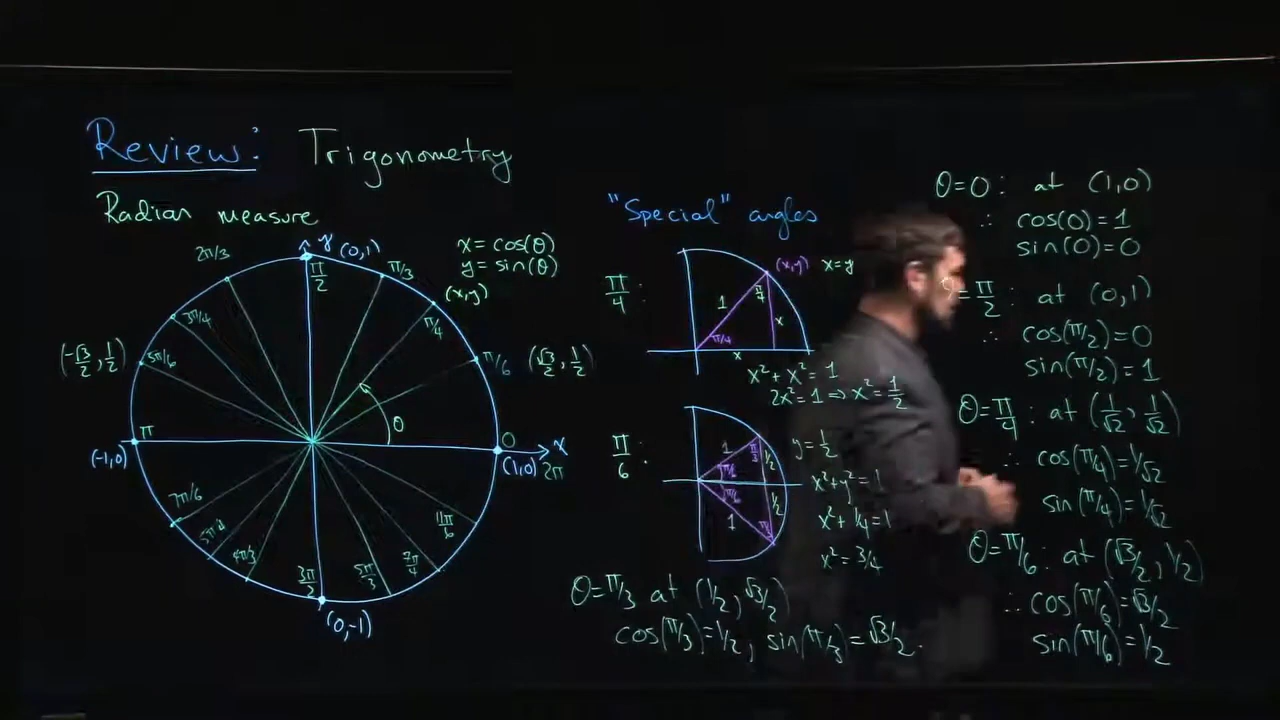 Review: Trigonometry
Radian measure
x = cos(θ)
y = sin(θ)
y (0,1)
π/2
π/3
(x,y)
π/4
π/6 (√3/2, 1/2)
0
(1,0) x
2π
θ
2π/3
3π/4
5π/6
(-√3/2, 1/2)
π
(-1,0)
7π/6
5π/4
4π/3
3π/2
(0,-1)
5π/3
7π/4
11π/6
"Special" angles
π/4 :
(x,y) x=y
1
π/4
π/4
x
x
x² + x² = 1
2x² = 1 ⇒ x² = 1/2
π/6 :
1
π/3
1/2
π/6
π/6
1/2
1
π/3
y = 1/2
x² + y² = 1
x² + 1/4 = 1
x² = 3/4
θ = π/3 at (1/2, √3/2)
cos(π/3) = 1/2, sin(π/3) = √3/2.
θ=0 : at (1,0)
∴ cos(0) = 1
sin(0) = 0
= π/2 : at (0,1)
∴ cos(π/2) = 0
sin(π/2) = 1
θ = π/4 : at (1/√2, 1/√2)
∴ cos(π/4) = 1/√2
sin(π/4) = 1/√2
θ = π/6 : at (√3/2, 1/2)
∴ cos(π/6) = √3/2
sin(π/6) = 1/2